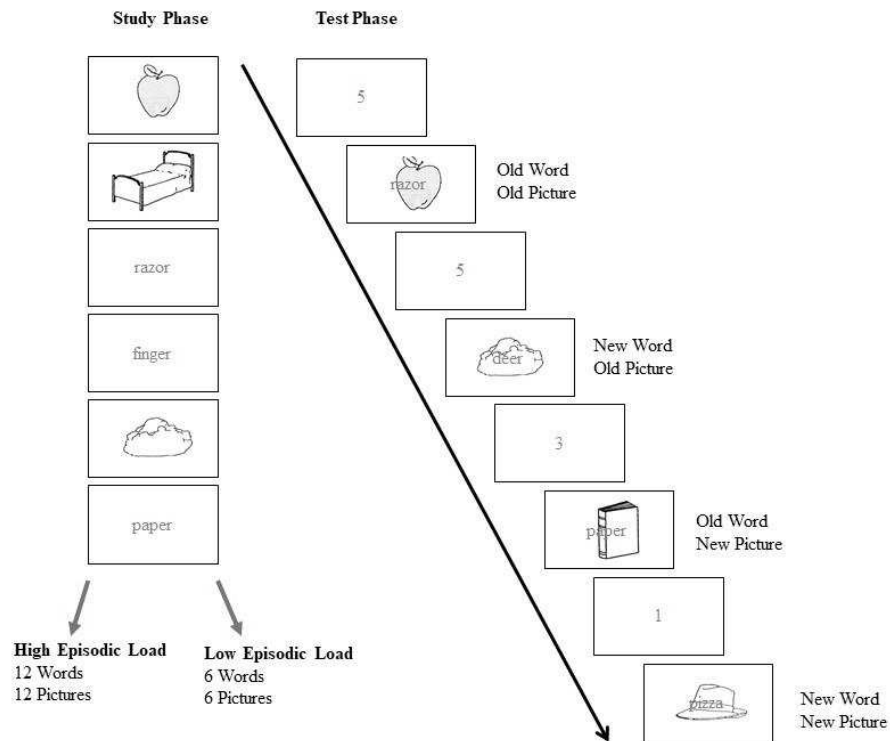 Study Phase
Test Phase
razor
finger
paper
High Episodic Load
12 Words
12 Pictures
Low Episodic Load
6 Words
6 Pictures
5
razor
Old Word
Old Picture
5
deer
New Word
Old Picture
3
paper
Old Word
New Picture
1
pizza
New Word
New Picture